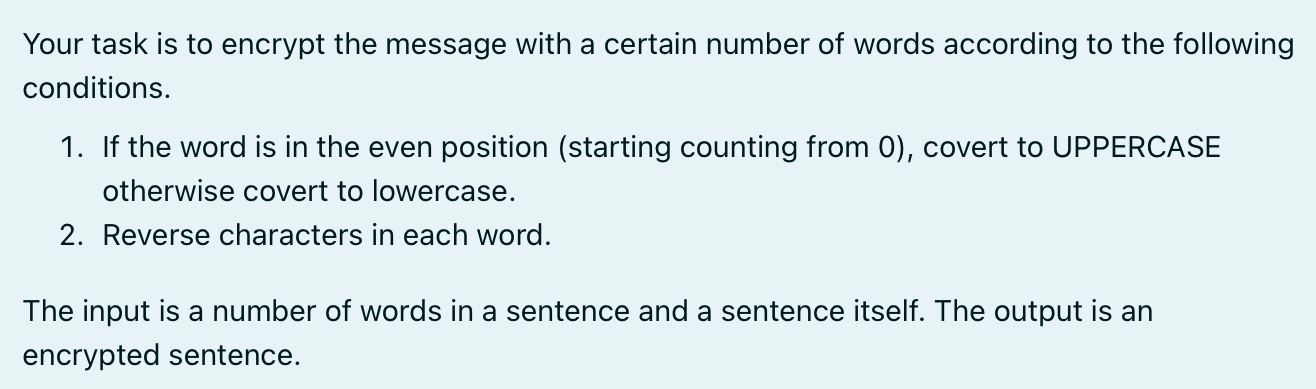 Your task is to encrypt the message with a certain number of words according to the following
conditions.
1. If the word is in the even position (starting counting from 0), covert to UPPERCASE
otherwise covert to lowercase.
2. Reverse characters in each word.
The input is a number of words in a sentence and a sentence itself. The output is an
encrypted sentence.